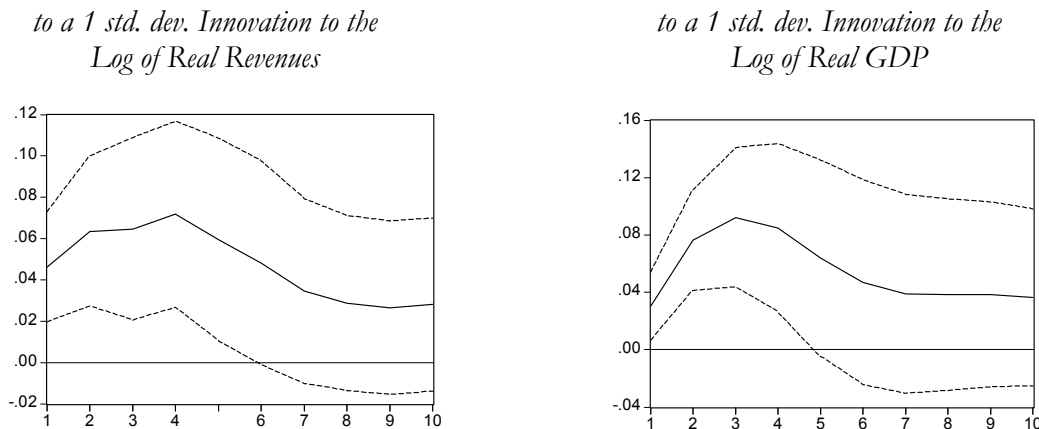 to a 1 std. dev. Innovation to the
Log of Real Revenues
.12
.10
.08
.06
.04
.02
.00
-.02
1 2 3 4 5 6 7 8 9 10
to a 1 std. dev. Innovation to the
Log of Real GDP
.16
.12
.08
.04
.00
-.04
1 2 3 4 5 6 7 8 9 10